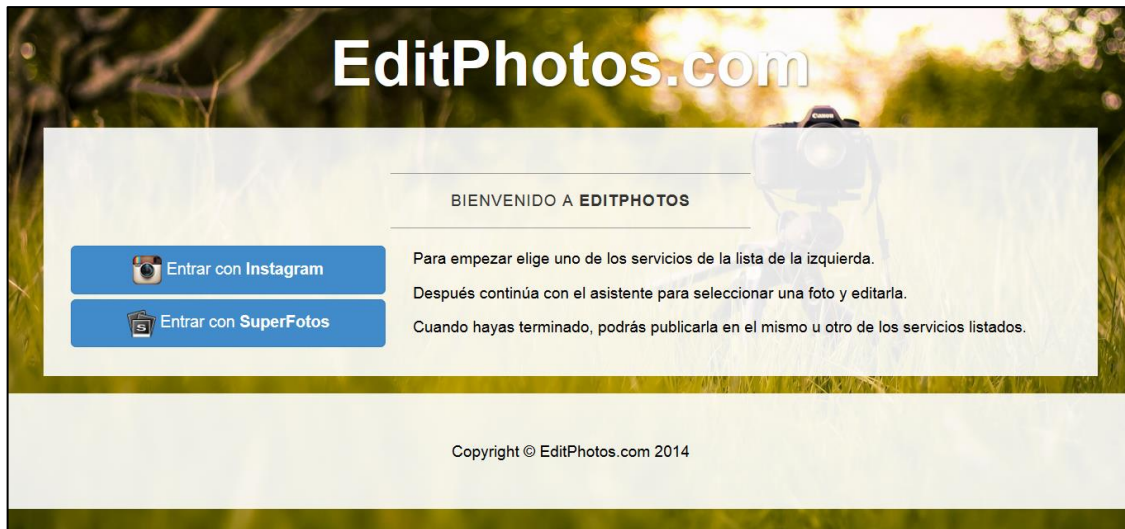 EditPhotos.com
Canon
BIENVENIDO A EDITPHOTOS
Entrar con Instagram
S Entrar con SuperFotos
Para empezar elige uno de los servicios de la lista de la izquierda.
Después continúa con el asistente para seleccionar una foto y editarla.
Cuando hayas terminado, podrás publicarla en el mismo u otro de los servicios listados.
Copyright © EditPhotos.com 2014